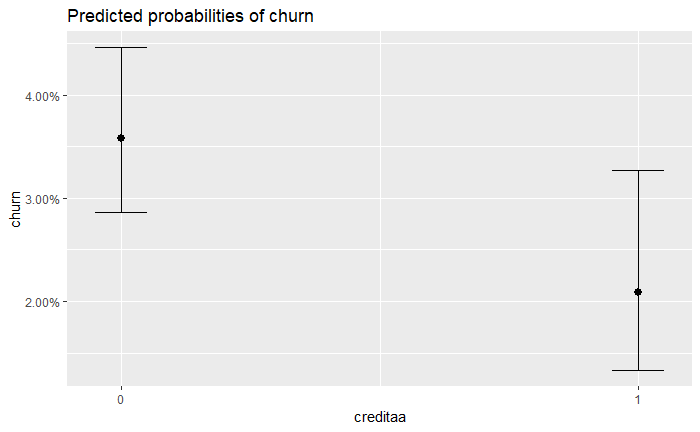 Predicted probabilities of churn
4.00%
3.00%
2.00%
churn
0
1
creditaa